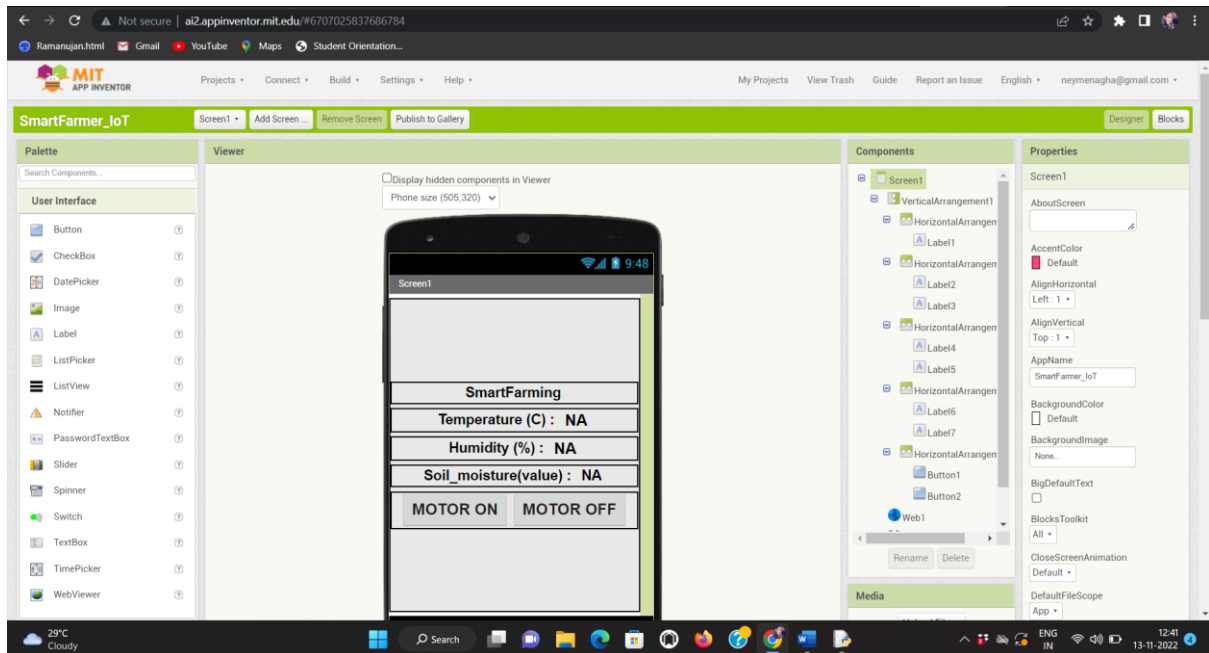 Not secure | ai2.appinventor.mit.edu/#6707025837686784
Ramanujan.html Gmail YouTube Maps Student Orientation...
MIT APP INVENTOR
Projects Connect Build Settings Help My Projects View Trash Guide Report an Issue English neymenagha@gmail.com
SmartFarmer_IoT Screen1 Add Screen ... Remove Screen Publish to Gallery Designer Blocks
Palette
Search Components...
User Interface
Button
CheckBox
DatePicker
Image
Label
ListPicker
ListView
Notifier
PasswordTextBox
Slider
Spinner
Switch
TextBox
TimePicker
WebViewer
Viewer
Display hidden components in Viewer
Phone size (505,320)
9:48
Screen1
SmartFarming
Temperature (C) : NA
Humidity (%) : NA
Soil_moisture(value) : NA
MOTOR ON MOTOR OFF
Components
Screen1
VerticalArrangement1
HorizontalArrangen
Label1
HorizontalArrangen
Label2
Label3
HorizontalArrangen
Label4
Label5
HorizontalArrangen
Label6
Label7
HorizontalArrangen
Button1
Button2
Web1
Rename Delete
Media
Properties
Screen1
AboutScreen
AccentColor
Default
AlignHorizontal
Left : 1
AlignVertical
Top : 1
AppName
SmartFarmer_IoT
BackgroundColor
Default
BackgroundImage
None...
BigDefaultText
BlocksToolkit
All
CloseScreenAnimation
Default
DefaultFileScope
App
29°C
Cloudy
Search
ENG
IN
12:41
13-11-2022
4